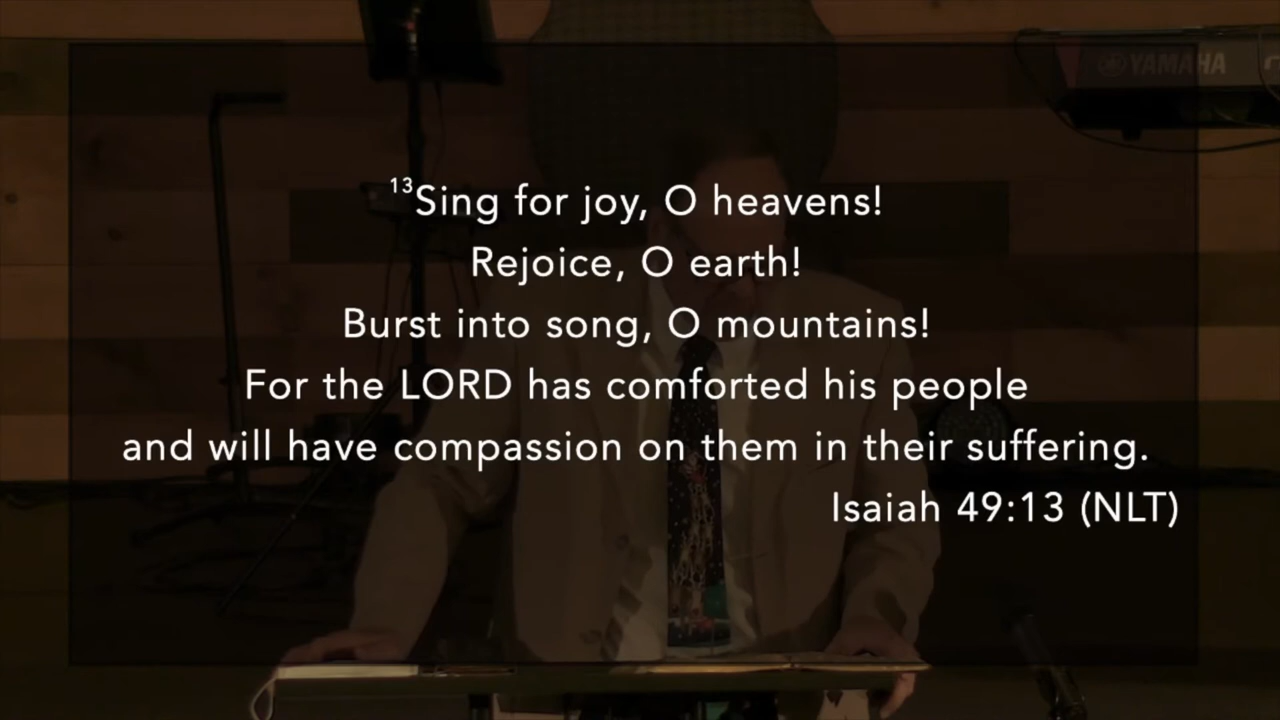 YAMAHA
¹³Sing for joy, O heavens!
Rejoice, O earth!
Burst into song, O mountains!
For the LORD has comforted his people
and will have compassion on them in their suffering.
Isaiah 49:13 (NLT)